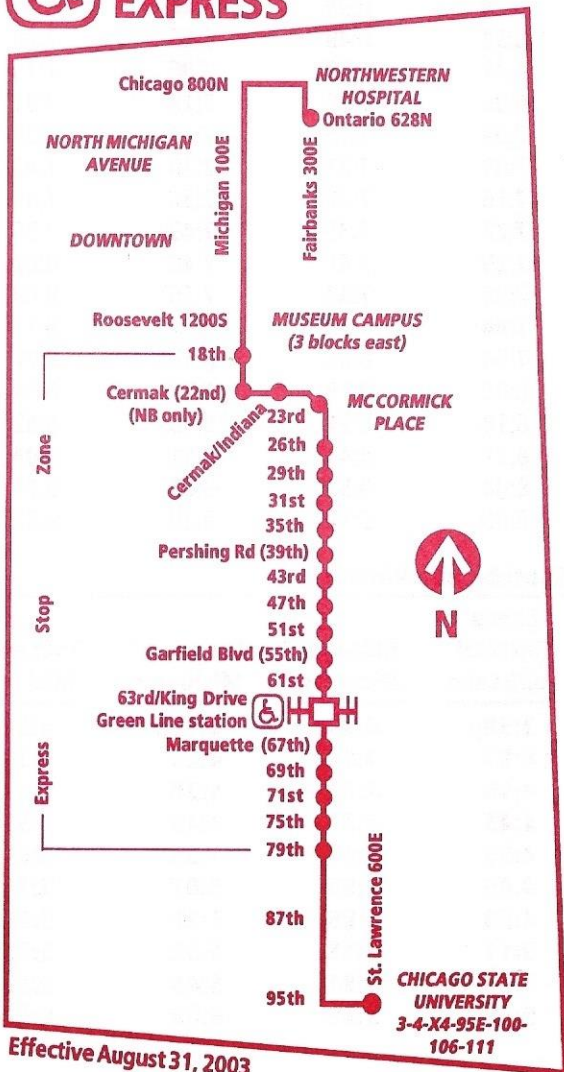 EXPRESS
Chicago 800N
NORTHWESTERN
HOSPITAL
Ontario 628N
NORTH MICHIGAN
AVENUE
Michigan 100E
Fairbanks 300E
DOWNTOWN
Roosevelt 1200S
MUSEUM CAMPUS
(3 blocks east)
18th
Cermak (22nd)
(NB only)
Cermak/Indiana
23rd
MC CORMICK
PLACE
26th
29th
31st
35th
Pershing Rd (39th)
43rd
47th
51st
Garfield Blvd (55th)
61st
63rd/King Drive
Green Line station
Marquette (67th)
69th
71st
75th
79th
87th
95th
Zone
Stop
Express
N
St. Lawrence 600E
CHICAGO STATE
UNIVERSITY
3-4-X4-95E-100-
106-111
Effective August 31, 2003